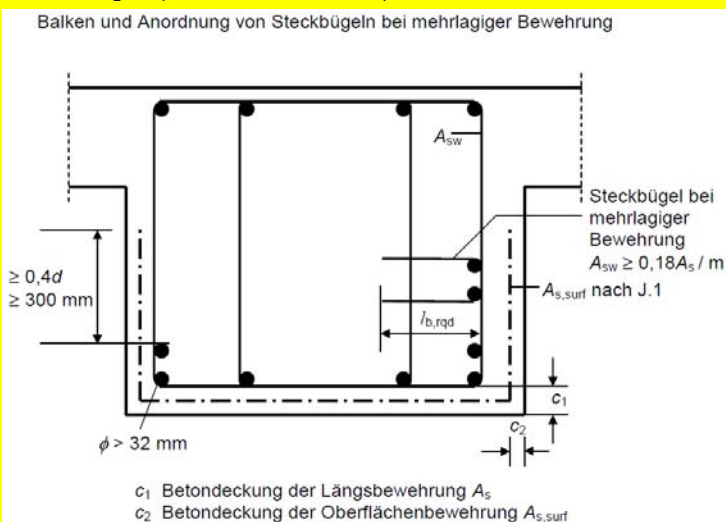 Balken und Anordnung von Steckbügeln bei mehrlagiger Bewehrung
A_sw
Steckbügel bei
mehrlagiger
Bewehrung
A_sw ≥ 0,18A_s / m
≥ 0,4d
≥ 300 mm
A_s,surf nach J.1
l_b,rqd
c_1
c_2
ϕ > 32 mm
c_1 Betondeckung der Längsbewehrung A_s
c_2 Betondeckung der Oberflächenbewehrung A_s,surf